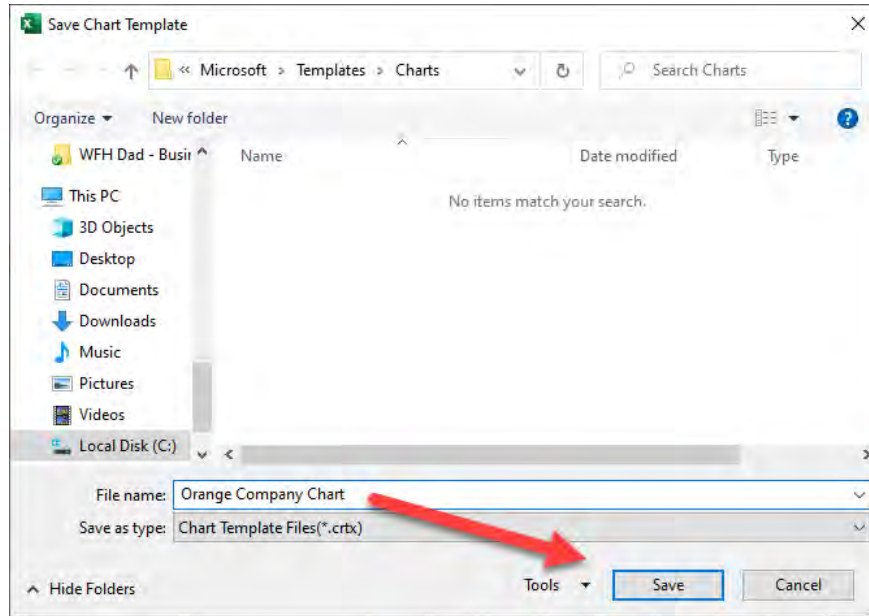 Save Chart Template
« Microsoft > Templates > Charts
Search Charts
Organize
New folder
WFH Dad - Busir
Name
Date modified
Type
This PC
No items match your search.
3D Objects
Desktop
Documents
Downloads
Music
Pictures
Videos
Local Disk (C:)
File name: Orange Company Chart
Save as type: Chart Template Files(*.crtx)
Hide Folders
Tools
Save
Cancel